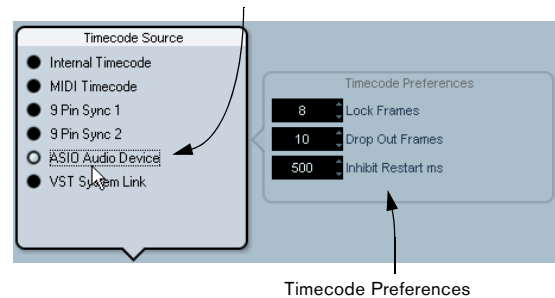 Timecode Source
Internal Timecode
MIDI Timecode
9 Pin Sync 1
9 Pin Sync 2
ASIO Audio Device
VST System Link
Timecode Preferences
8 Lock Frames
10 Drop Out Frames
500 Inhibit Restart ms
Timecode Preferences